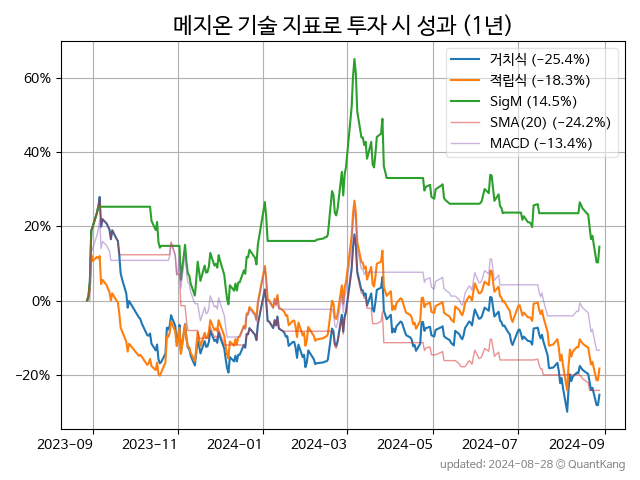 메지온 기술 지표로 투자 시 성과 (1년)
거치식 (−25.4%)
적립식 (−18.3%)
SigM (14.5%)
SMA(20) (−24.2%)
MACD (−13.4%)
60%
40%
20%
0%
−20%
2023-09 2023-11 2024-01 2024-03 2024-05 2024-07 2024-09
updated: 2024-08-28 © QuantKang